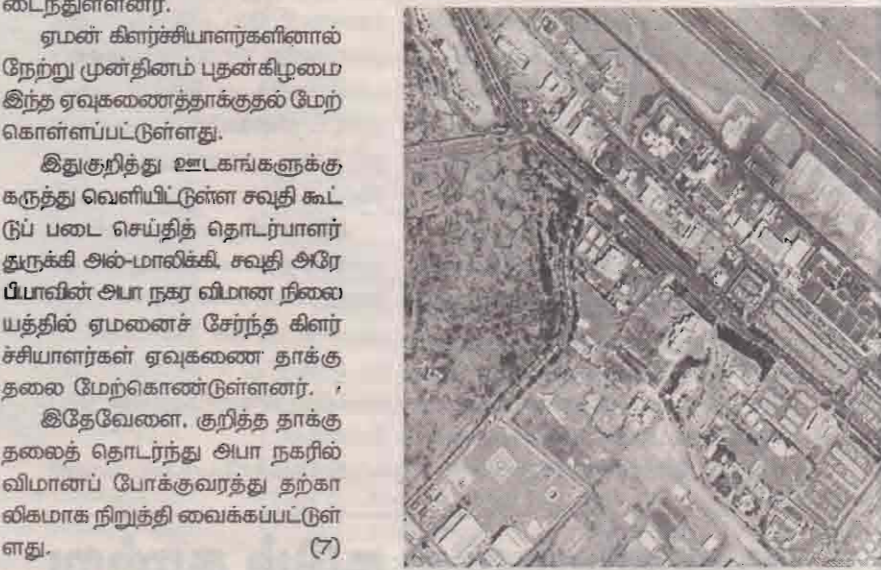 டைந்துள்ளனர்.
ஏமன் கிளர்ச்சியாளர்களினால்
நேற்று முன்தினம் புதன்கிழமை
இந்த ஏவுகணைத்தாக்குதல் மேற்
கொள்ளப்பட்டுள்ளது.
இதுகுறித்து ஊடகங்களுக்கு
கருத்து வெளியிட்டுள்ள சவுதி கூட்
டுப் படை செய்தித் தொடர்பாளர்
துருக்கி அல்-மாலிக்கி, சவுதி அரே
பியாவின் அபா நகர விமான நிலை
யத்தில் ஏமனைச் சேர்ந்த கிளர்
ச்சியாளர்கள் ஏவுகணை தாக்கு
தலை மேற்கொண்டுள்ளனர்.
இதேவேளை, குறித்த தாக்கு
தலைத் தொடர்ந்து அபா நகரில்
விமானப் போக்குவரத்து தற்கா
லிகமாக நிறுத்தி வைக்கப்பட்டுள்
ளது. (7)